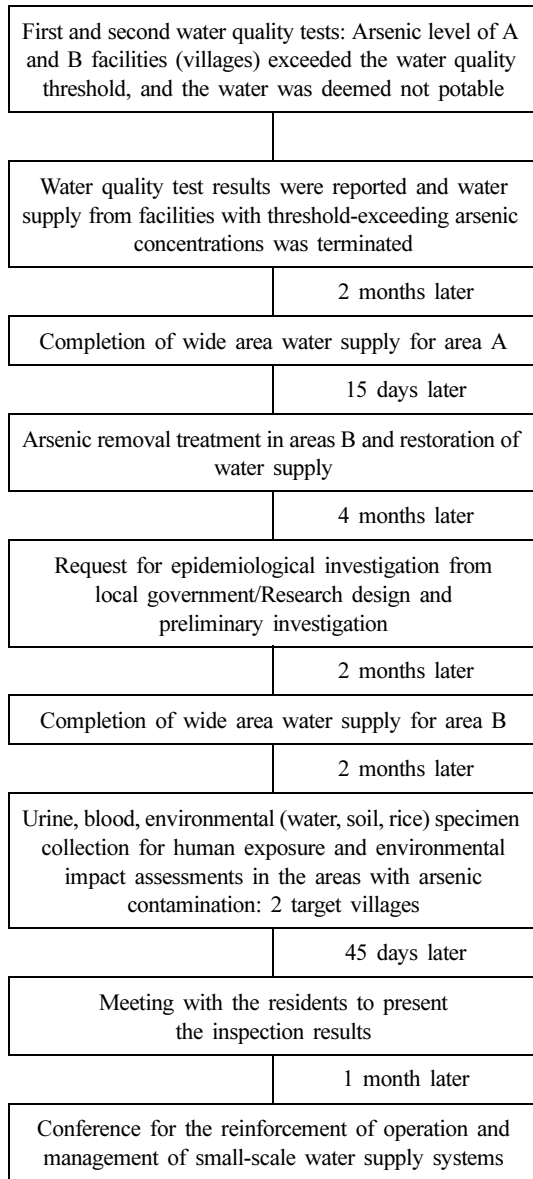 First and second water quality tests: Arsenic level of A
and B facilities (villages) exceeded the water quality
threshold, and the water was deemed not potable
Water quality test results were reported and water
supply from facilities with threshold-exceeding arsenic
concentrations was terminated
2 months later
Completion of wide area water supply for area A
15 days later
Arsenic removal treatment in areas B and restoration of
water supply
4 months later
Request for epidemiological investigation from
local government/Research design and
preliminary investigation
2 months later
Completion of wide area water supply for area B
2 months later
Urine, blood, environmental (water, soil, rice) specimen
collection for human exposure and environmental
impact assessments in the areas with arsenic
contamination: 2 target villages
45 days later
Meeting with the residents to present
the inspection results
1 month later
Conference for the reinforcement of operation and
management of small-scale water supply systems